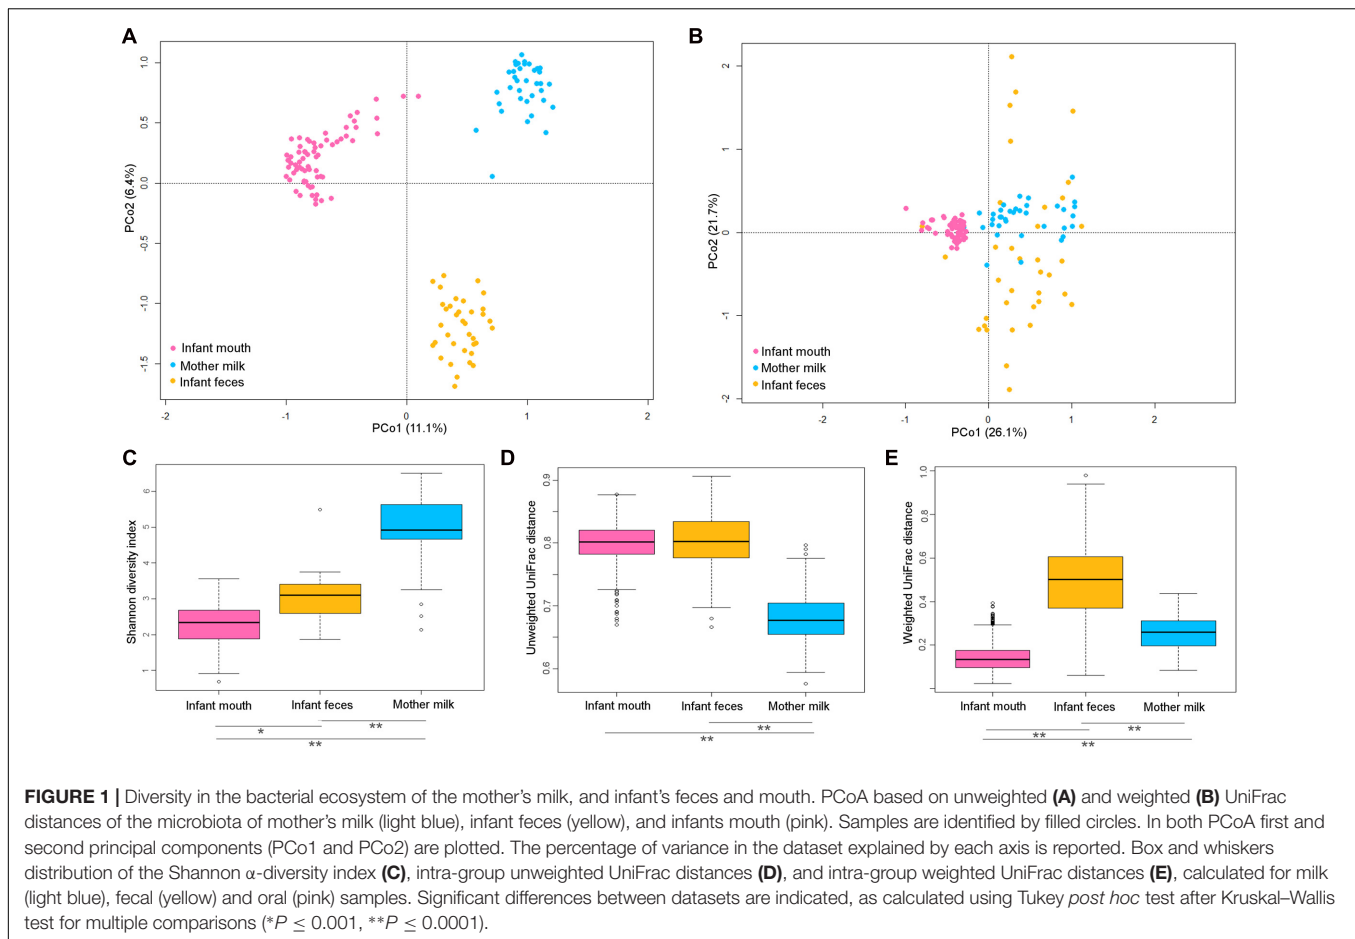 A
PCoo2 (6.4%)
1.0
0.5
0.0
-0.5
-1.0
-1.5
Infant mouth
Mother milk
Infant feces
-2 -1 0 1 2
PCo1 (11.1%)
B
PCo2 (21.7%)
2
1
0
-1
-2
Infant mouth
Mother milk
Infant feces
-2 -1 0 1 2
PCo1 (26.1%)
C
Shannon diversity index
6
5
4
3
2
1
Infant mouth Infant feces Mother milk
*
**
**
D
Unweighted UniFrac distance
0.9
0.8
0.7
0.6
Infant mouth Infant feces Mother milk
**
**
E
Weighted UniFrac distance
1.0
0.8
0.6
0.4
0.2
Infant mouth Infant feces Mother milk
**
**
**
FIGURE 1 | Diversity in the bacterial ecosystem of the mother's milk, and infant's feces and mouth. PCoA based on unweighted (A) and weighted (B) UniFrac
distances of the microbiota of mother's milk (light blue), infant feces (yellow), and infants mouth (pink). Samples are identified by filled circles. In both PCoA first and
second principal components (PCo1 and PCo2) are plotted. The percentage of variance in the dataset explained by each axis is reported. Box and whiskers
distribution of the Shannon α-diversity index (C), intra-group unweighted UniFrac distances (D), and intra-group weighted UniFrac distances (E), calculated for milk
(light blue), fecal (yellow) and oral (pink) samples. Significant differences between datasets are indicated, as calculated using Tukey post hoc test after Kruskal–Wallis
test for multiple comparisons (*P ≤ 0.001, **P ≤ 0.0001).